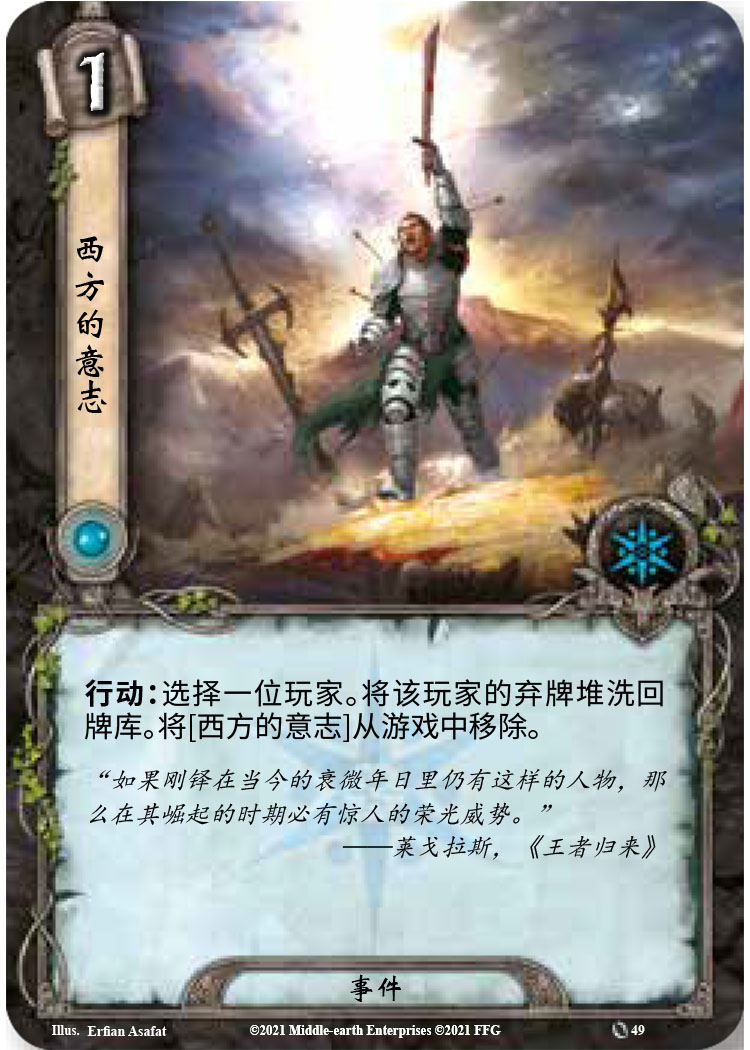 1
西方的意志
行动：选择一位玩家。将该玩家的弃牌堆洗回
牌库。将[西方的意志]从游戏中移除。
“如果刚铎在当今的衰微年日里仍有这样的人物，那
么在其崛起的时期必有惊人的荣光威势。”
——莱戈拉斯，《王者归来》
事件
Illus. Erfian Asafat ©2021 Middle-earth Enterprises ©2021 FFG 49